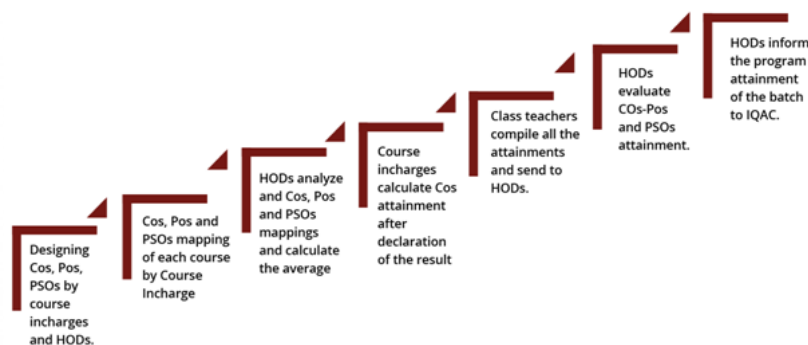 Designing
Cos, Pos,
PSOs by
course
incharges
and HODs.
Cos, Pos and
PSOs mapping
of each course
by Course
Incharge
HODs analyze
and Cos, Pos
and PSOs
mappings
and calculate
the average
Course
incharges
calculate Cos
attainment
after
declaration
of the result
Class teachers
compile all the
attainments
and send to
HODs.
HODs
evaluate
COs-Pos
and PSOs
attainment.
HODs inform
the program
attainment
of the batch
to IQAC.